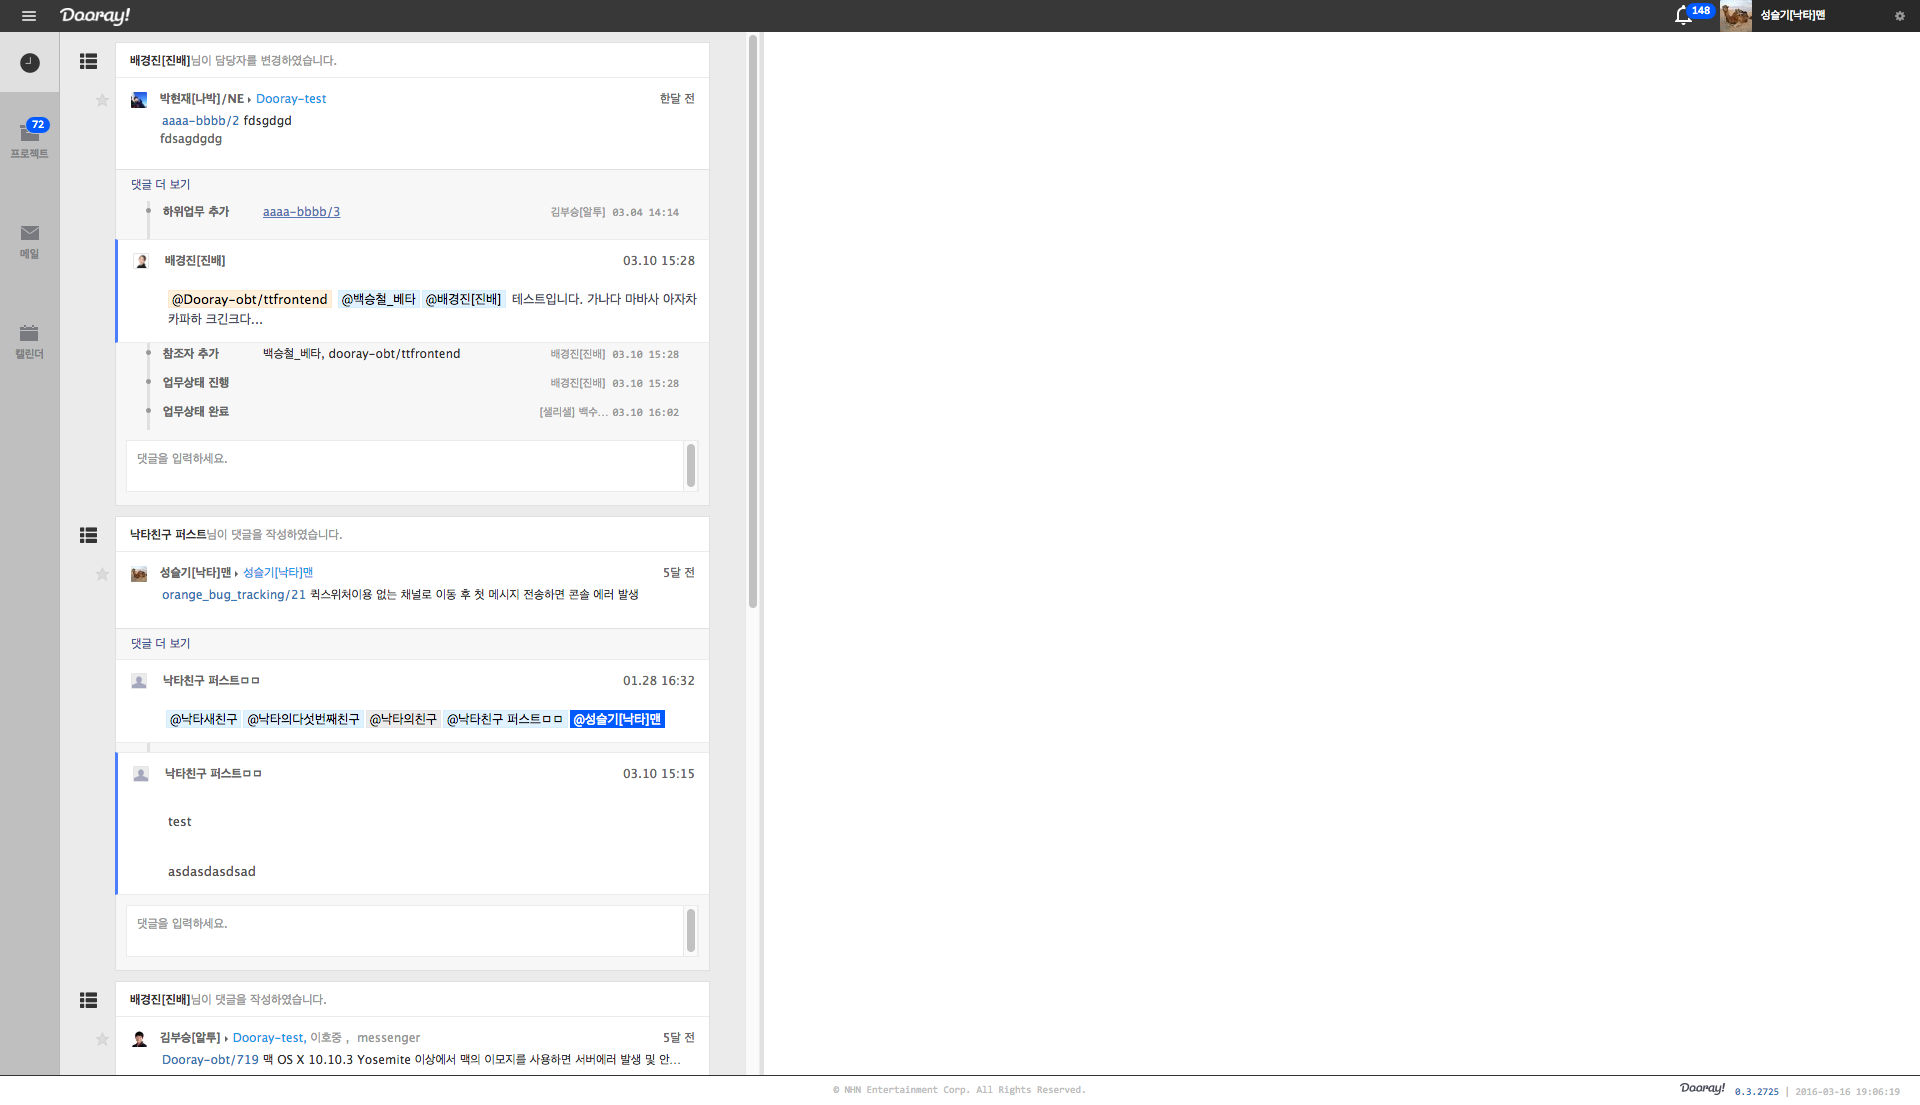 Dooray!
148
성슬기[낙타]맨
72
프로젝트
메일
캘린더
배경진[진배]님이 담당자를 변경하였습니다.
박현재[나박]/NE ▸ Dooray-test 한달 전
aaaa-bbbb/2 fdsgdgd
fdsagdgdg
댓글 더 보기
하위업무 추가 aaaa-bbbb/3 김부승[알투] 03.04 14:14
배경진[진배] 03.10 15:28
@Dooray-obt/ttfrontend @백승철_베타 @배경진[진배] 테스트입니다. 가나다 마바사 아자차
카파하 크긴크다...
참조자 추가 백승철_베타, dooray-obt/ttfrontend 배경진[진배] 03.10 15:28
업무상태 진행 배경진[진배] 03.10 15:28
업무상태 완료 [샐리샐] 백수... 03.10 16:02
댓글을 입력하세요.
낙타친구 퍼스트님이 댓글을 작성하였습니다.
성슬기[낙타]맨 ▸ 성슬기[낙타]맨 5달 전
orange_bug_tracking/21 퀵스위처이용 없는 채널로 이동 후 첫 메시지 전송하면 콘솔 에러 발생
댓글 더 보기
낙타친구 퍼스트ㅁㅁ 01.28 16:32
@낙타새친구 @낙타의다섯번째친구 @낙타의친구 @낙타친구 퍼스트ㅁㅁ @성슬기[낙타]맨
낙타친구 퍼스트ㅁㅁ 03.10 15:15
test
asdasdasdsad
댓글을 입력하세요.
배경진[진배]님이 댓글을 작성하였습니다.
김부승[알투] ▸ Dooray-test, 이호중 , messenger 5달 전
Dooray-obt/719 맥 OS X 10.10.3 Yosemite 이상에서 맥의 이모지를 사용하면 서버에러 발생 및 안...
© NHN Entertainment Corp. All Rights Reserved.
Dooray! 0.3.2725 | 2016-03-16 19:06:19